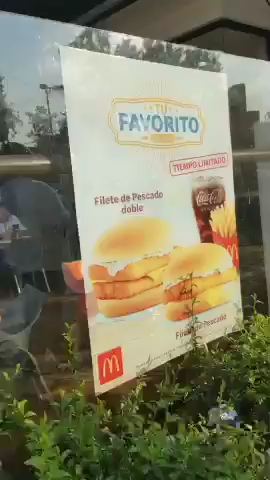 TU
FAVORITO
TIEMPO LIMITADO
Filete de Pescado
doble
Coca-Cola
Filete de Pescado